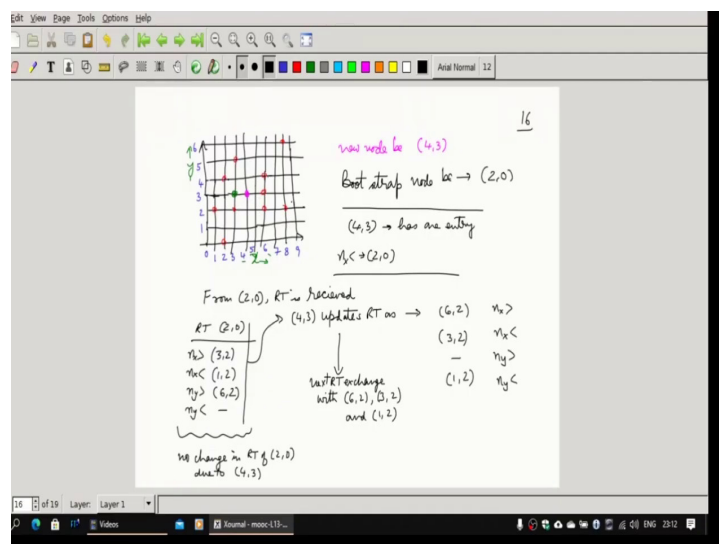 Edit View Page Tools Options Help
T
Arial Normal 12
16
new node be (4,3)
Boot strap node be → (2,0)
(4,3) → has one entry
nx< → (2,0)
6
5
y
4
3
2
1
0 1 2 3 4 5 6 7 8 9
x →
From (2,0), RT is recieved
→ (4,3) updates RT as → (6,2) nx>
(3,2) nx<
– ny>
(1,2) ny<
RT (2,0)
nx> (3,2)
nx< (1,2)
ny> (6,2)
ny< –
next RT exchange
with (6,2), (3,2)
and (1,2)
no change in RT of (2,0)
due to (4,3)
16 of 19 Layer: Layer 1
Videos Xournal - mooc-L13-... ENG 23:12